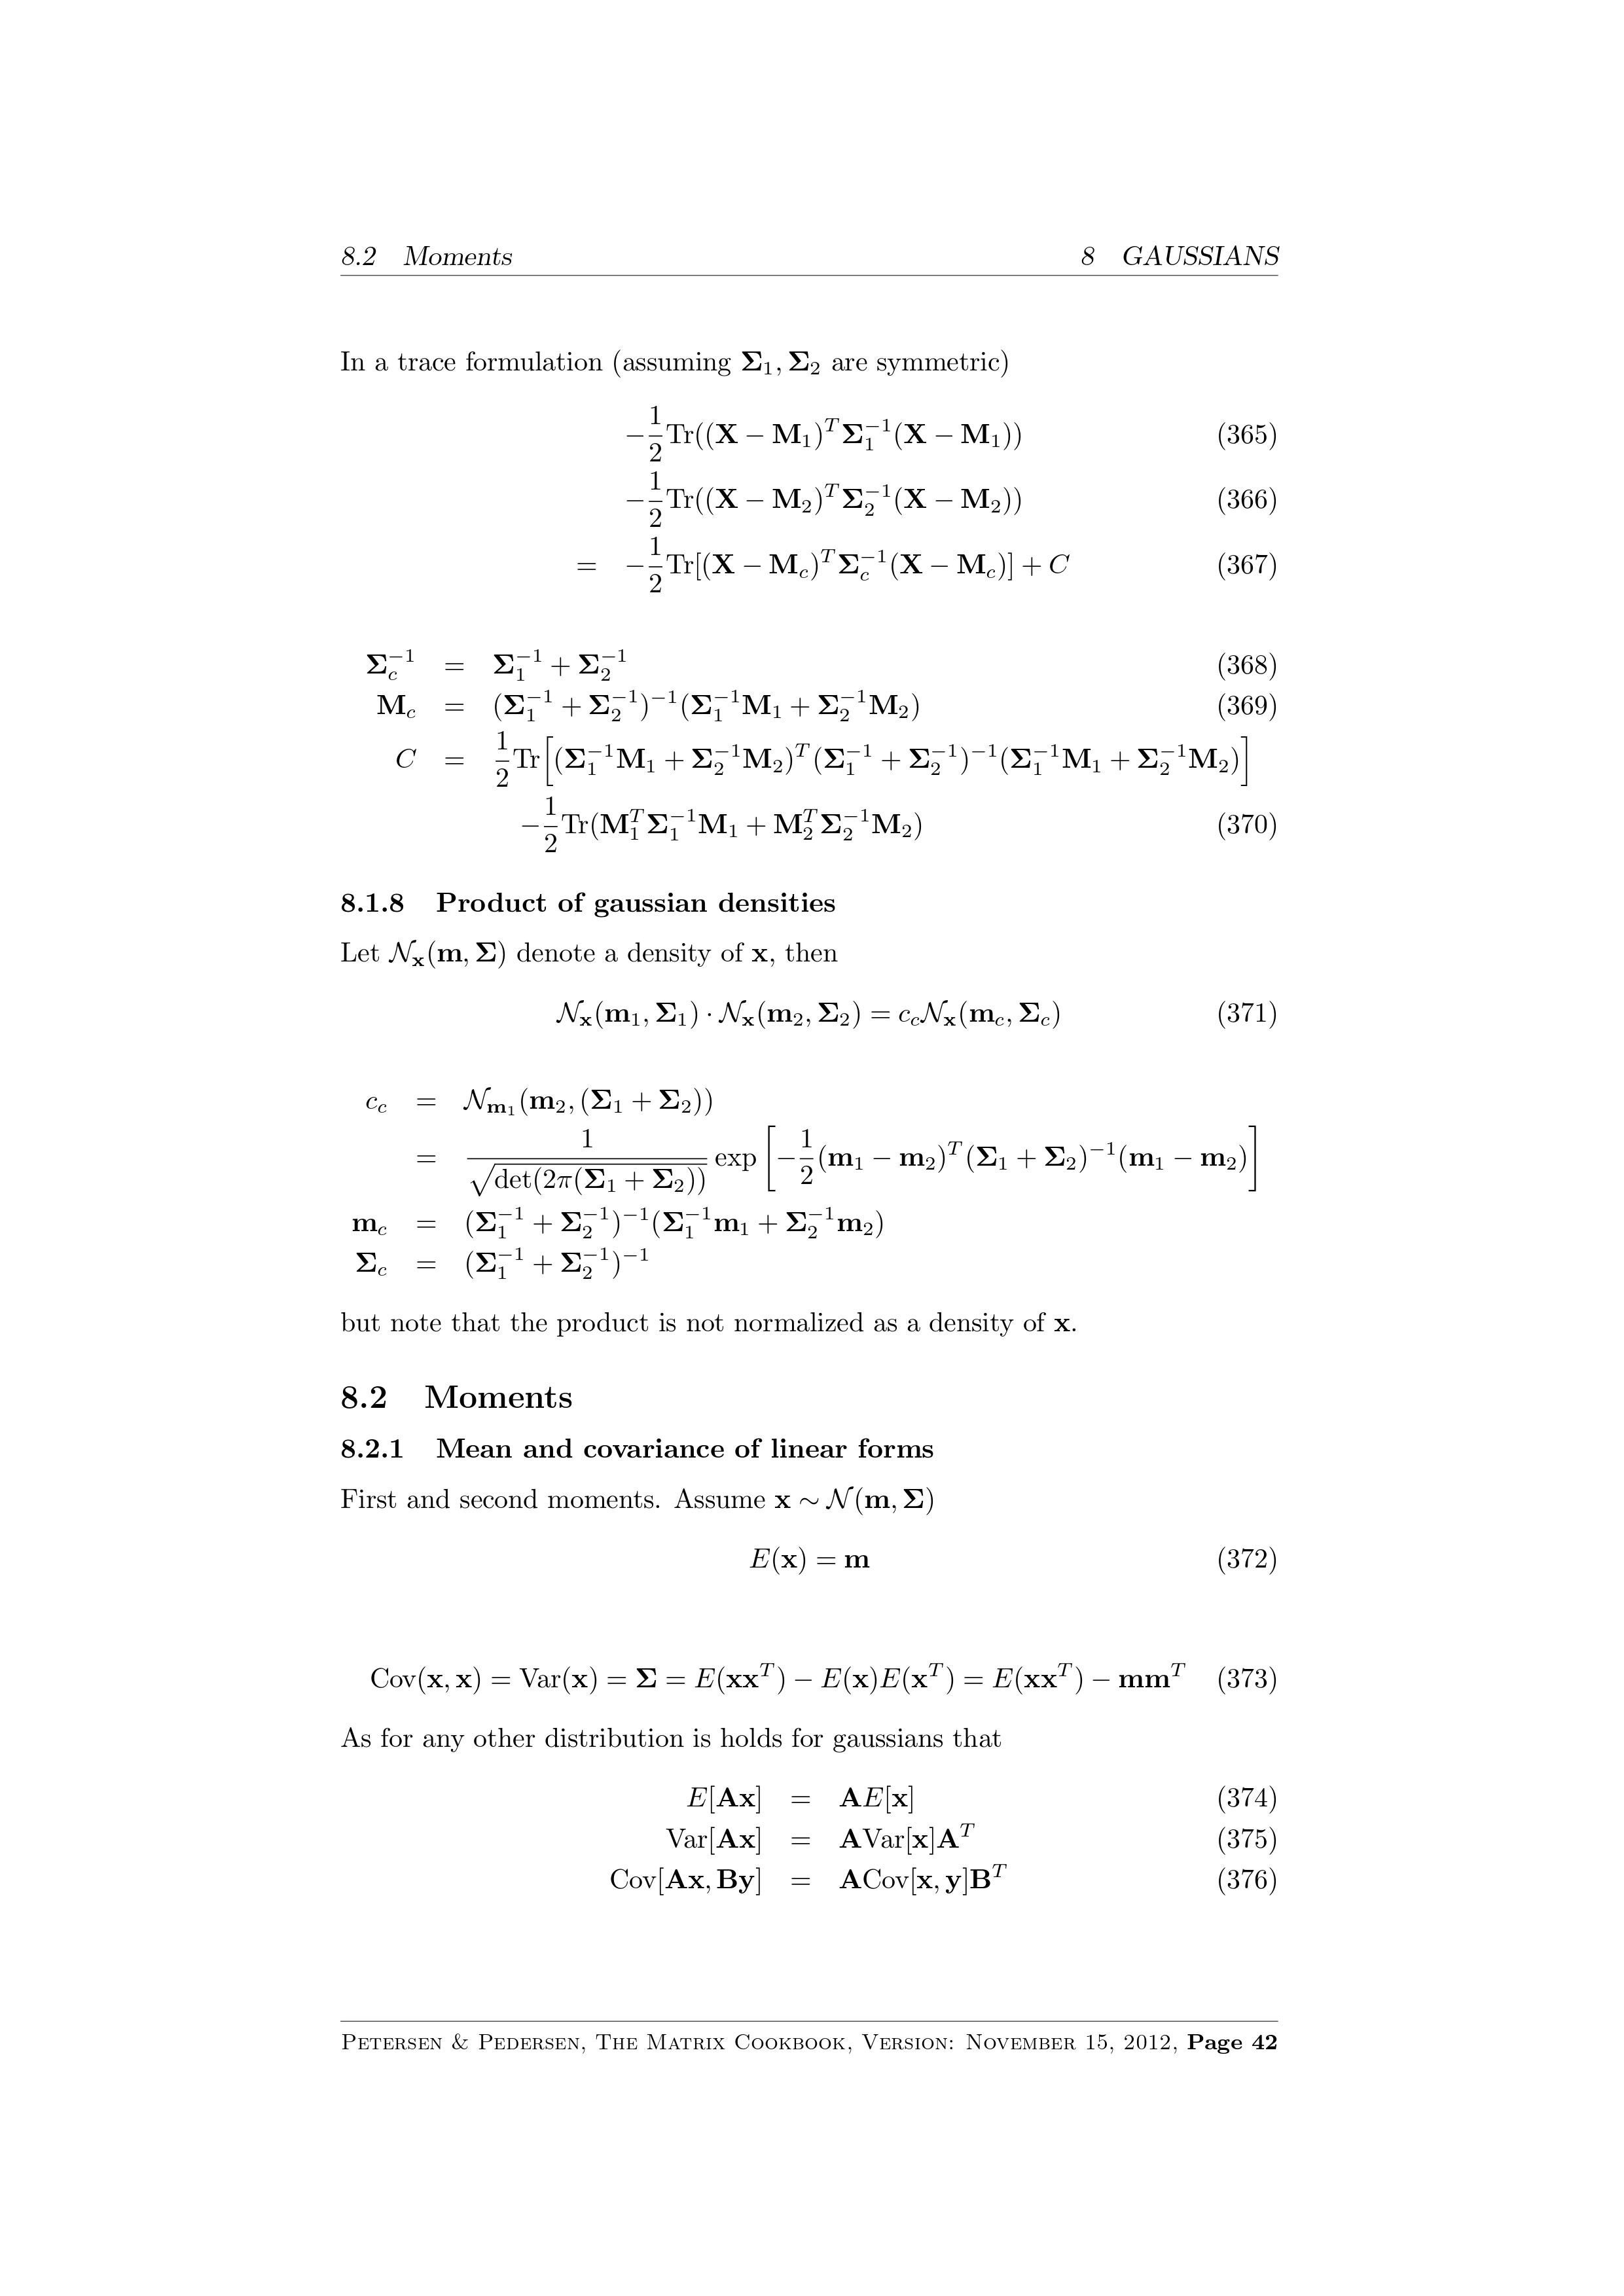 8.2 Moments 8 GAUSSIANS
In a trace formulation (assuming Σ₁, Σ₂ are symmetric)
$-\frac{1}{2}\mathrm{Tr}((\mathbf{X} - \mathbf{M}_1)^T \mathbf{\Sigma}_1^{-1}(\mathbf{X} - \mathbf{M}_1))$ (365)
$-\frac{1}{2}\mathrm{Tr}((\mathbf{X} - \mathbf{M}_2)^T \mathbf{\Sigma}_2^{-1}(\mathbf{X} - \mathbf{M}_2))$ (366)
$= -\frac{1}{2}\mathrm{Tr}[(\mathbf{X} - \mathbf{M}_c)^T \mathbf{\Sigma}_c^{-1}(\mathbf{X} - \mathbf{M}_c)] + C$ (367)
$\mathbf{\Sigma}_c^{-1} = \mathbf{\Sigma}_1^{-1} + \mathbf{\Sigma}_2^{-1}$ (368)
$\mathbf{M}_c = (\mathbf{\Sigma}_1^{-1} + \mathbf{\Sigma}_2^{-1})^{-1}(\mathbf{\Sigma}_1^{-1}\mathbf{M}_1 + \mathbf{\Sigma}_2^{-1}\mathbf{M}_2)$ (369)
$C = \frac{1}{2}\mathrm{Tr}\Big[(\mathbf{\Sigma}_1^{-1}\mathbf{M}_1 + \mathbf{\Sigma}_2^{-1}\mathbf{M}_2)^T(\mathbf{\Sigma}_1^{-1} + \mathbf{\Sigma}_2^{-1})^{-1}(\mathbf{\Sigma}_1^{-1}\mathbf{M}_1 + \mathbf{\Sigma}_2^{-1}\mathbf{M}_2)\Big]$
$-\frac{1}{2}\mathrm{Tr}(\mathbf{M}_1^T\mathbf{\Sigma}_1^{-1}\mathbf{M}_1 + \mathbf{M}_2^T\mathbf{\Sigma}_2^{-1}\mathbf{M}_2)$ (370)
8.1.8 Product of gaussian densities
Let $\mathcal{N}_{\mathbf{x}}(\mathbf{m}, \mathbf{\Sigma})$ denote a density of $\mathbf{x}$, then
$\mathcal{N}_{\mathbf{x}}(\mathbf{m}_1, \mathbf{\Sigma}_1) \cdot \mathcal{N}_{\mathbf{x}}(\mathbf{m}_2, \mathbf{\Sigma}_2) = c_c\mathcal{N}_{\mathbf{x}}(\mathbf{m}_c, \mathbf{\Sigma}_c)$ (371)
$c_c = \mathcal{N}_{\mathbf{m}_1}(\mathbf{m}_2, (\mathbf{\Sigma}_1 + \mathbf{\Sigma}_2))$
$= \frac{1}{\sqrt{\det(2\pi(\mathbf{\Sigma}_1 + \mathbf{\Sigma}_2))}} \exp\left[-\frac{1}{2}(\mathbf{m}_1 - \mathbf{m}_2)^T(\mathbf{\Sigma}_1 + \mathbf{\Sigma}_2)^{-1}(\mathbf{m}_1 - \mathbf{m}_2)\right]$
$\mathbf{m}_c = (\mathbf{\Sigma}_1^{-1} + \mathbf{\Sigma}_2^{-1})^{-1}(\mathbf{\Sigma}_1^{-1}\mathbf{m}_1 + \mathbf{\Sigma}_2^{-1}\mathbf{m}_2)$
$\mathbf{\Sigma}_c = (\mathbf{\Sigma}_1^{-1} + \mathbf{\Sigma}_2^{-1})^{-1}$
but note that the product is not normalized as a density of $\mathbf{x}$.
8.2 Moments
8.2.1 Mean and covariance of linear forms
First and second moments. Assume $\mathbf{x} \sim \mathcal{N}(\mathbf{m}, \mathbf{\Sigma})$
$E(\mathbf{x}) = \mathbf{m}$ (372)
$\mathrm{Cov}(\mathbf{x}, \mathbf{x}) = \mathrm{Var}(\mathbf{x}) = \mathbf{\Sigma} = E(\mathbf{x}\mathbf{x}^T) - E(\mathbf{x})E(\mathbf{x}^T) = E(\mathbf{x}\mathbf{x}^T) - \mathbf{m}\mathbf{m}^T$ (373)
As for any other distribution is holds for gaussians that
$E[\mathbf{A}\mathbf{x}] = \mathbf{A}E[\mathbf{x}]$ (374)
$\mathrm{Var}[\mathbf{A}\mathbf{x}] = \mathbf{A}\mathrm{Var}[\mathbf{x}]\mathbf{A}^T$ (375)
$\mathrm{Cov}[\mathbf{A}\mathbf{x}, \mathbf{B}\mathbf{y}] = \mathbf{A}\mathrm{Cov}[\mathbf{x}, \mathbf{y}]\mathbf{B}^T$ (376)
PETERSEN & PEDERSEN, THE MATRIX COOKBOOK, VERSION: NOVEMBER 15, 2012, Page 42